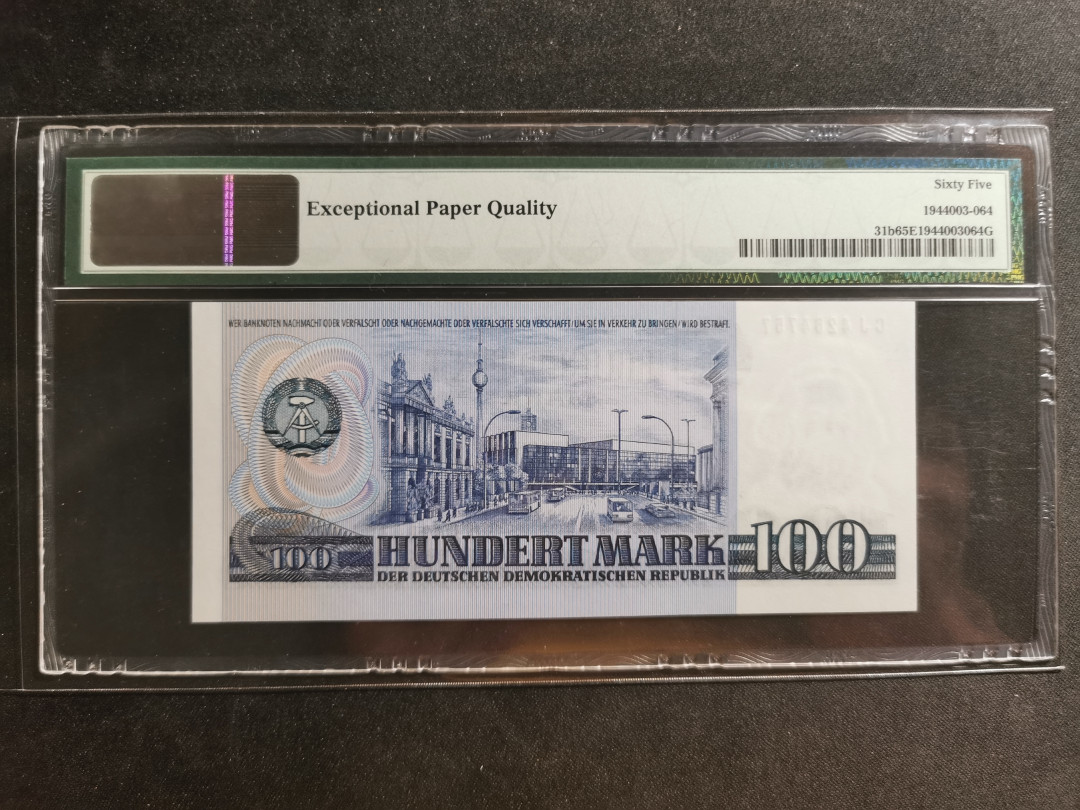 Exceptional Paper Quality
Sixty Five
1944003-064
31b65E1944003064G
WER BANKNOTEN NACHMACHT ODER VERFÄLSCHT ODER NACHGEMACHTE ODER VERFÄLSCHTE SICH VERSCHAFFT/UM SIE IN VERKEHR ZU BRINGEN/WIRD BESTRAFT.
100 HUNDERT MARK 100
DER DEUTSCHEN DEMOKRATISCHEN REPUBLIK